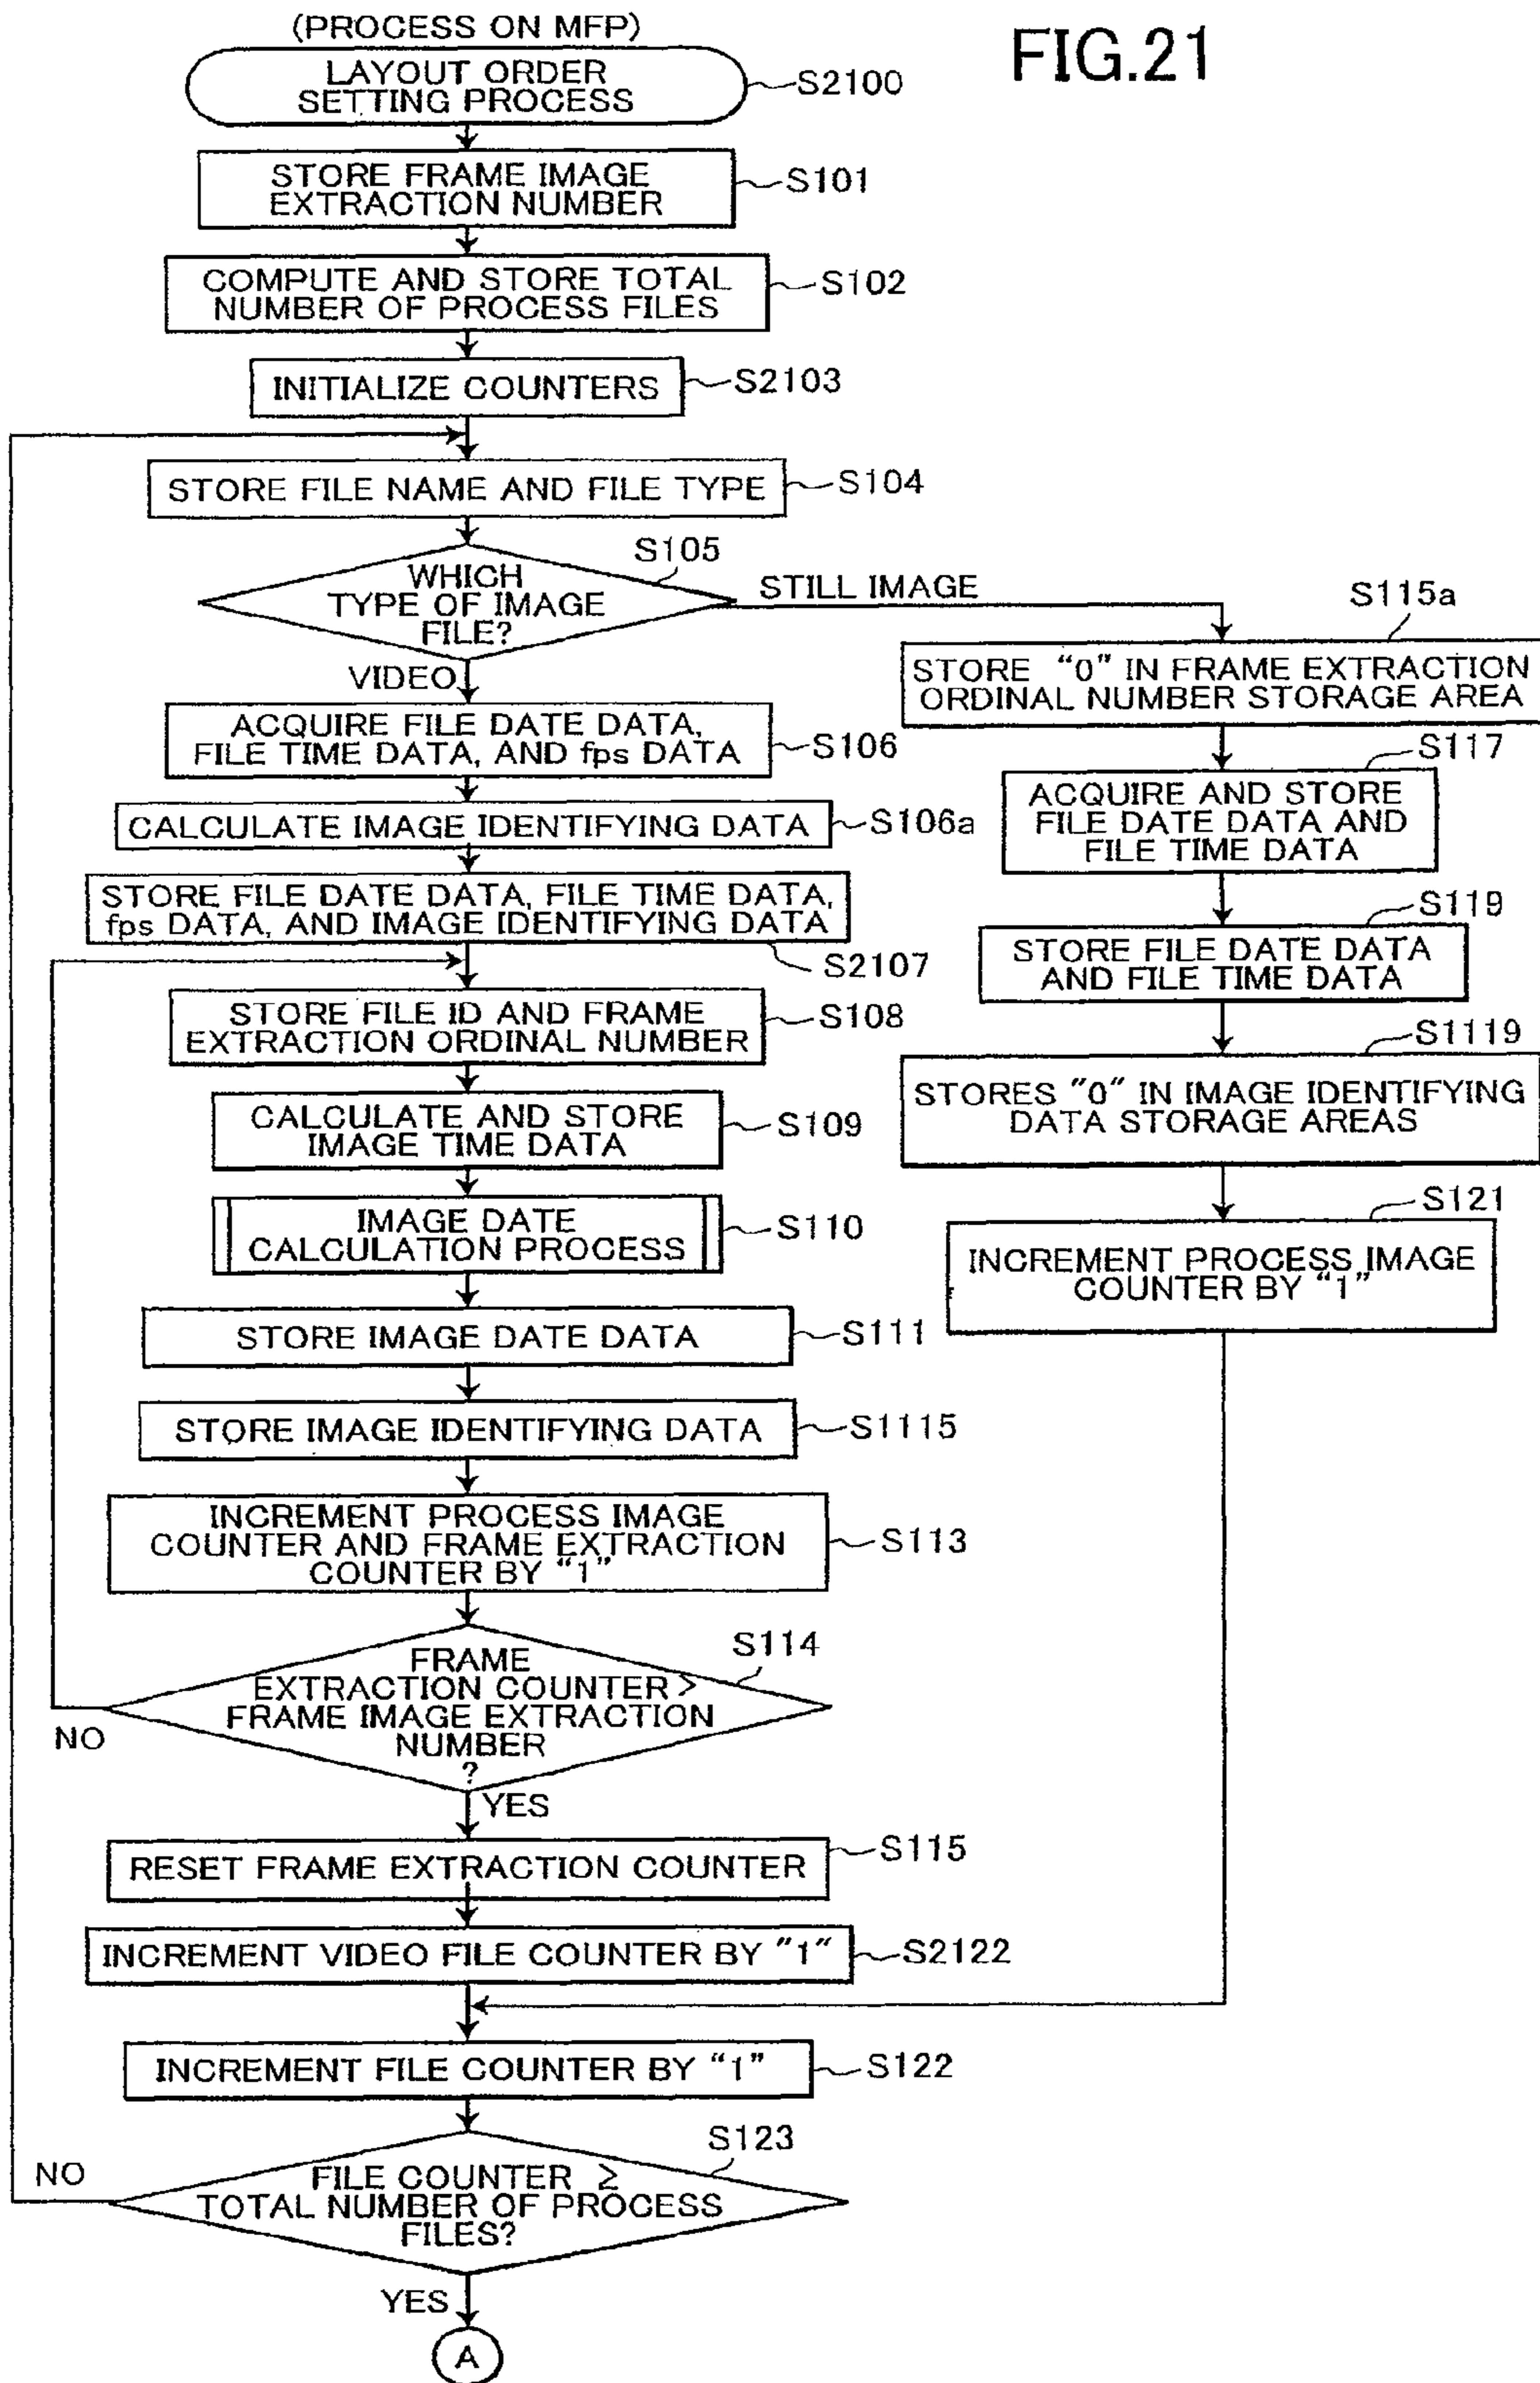 (PROCESS ON MFP)
FIG.21
LAYOUT ORDER
SETTING PROCESS
S2100
STORE FRAME IMAGE
EXTRACTION NUMBER
S101
COMPUTE AND STORE TOTAL
NUMBER OF PROCESS FILES
S102
INITIALIZE COUNTERS
S2103
STORE FILE NAME AND FILE TYPE
S104
WHICH
TYPE OF IMAGE
FILE?
S105
STILL IMAGE
VIDEO
ACQUIRE FILE DATE DATA,
FILE TIME DATA, AND fps DATA
S106
CALCULATE IMAGE IDENTIFYING DATA
S106a
STORE FILE DATE DATA, FILE TIME DATA,
fps DATA, AND IMAGE IDENTIFYING DATA
S2107
STORE FILE ID AND FRAME
EXTRACTION ORDINAL NUMBER
S108
CALCULATE AND STORE
IMAGE TIME DATA
S109
IMAGE DATE
CALCULATION PROCESS
S110
STORE IMAGE DATE DATA
S111
STORE IMAGE IDENTIFYING DATA
S1115
INCREMENT PROCESS IMAGE
COUNTER AND FRAME EXTRACTION
COUNTER BY “1”
S113
FRAME
EXTRACTION COUNTER >
FRAME IMAGE EXTRACTION
NUMBER
?
S114
NO
YES
RESET FRAME EXTRACTION COUNTER
S115
INCREMENT VIDEO FILE COUNTER BY "1"
S2122
INCREMENT FILE COUNTER BY “1”
S122
FILE COUNTER ≥
TOTAL NUMBER OF PROCESS
FILES?
S123
NO
YES
A
S115a
STORE “0” IN FRAME EXTRACTION
ORDINAL NUMBER STORAGE AREA
S117
ACQUIRE AND STORE
FILE DATE DATA AND
FILE TIME DATA
S119
STORE FILE DATE DATA
AND FILE TIME DATA
S1119
STORES "0" IN IMAGE IDENTIFYING
DATA STORAGE AREAS
S121
INCREMENT PROCESS IMAGE
COUNTER BY “1”